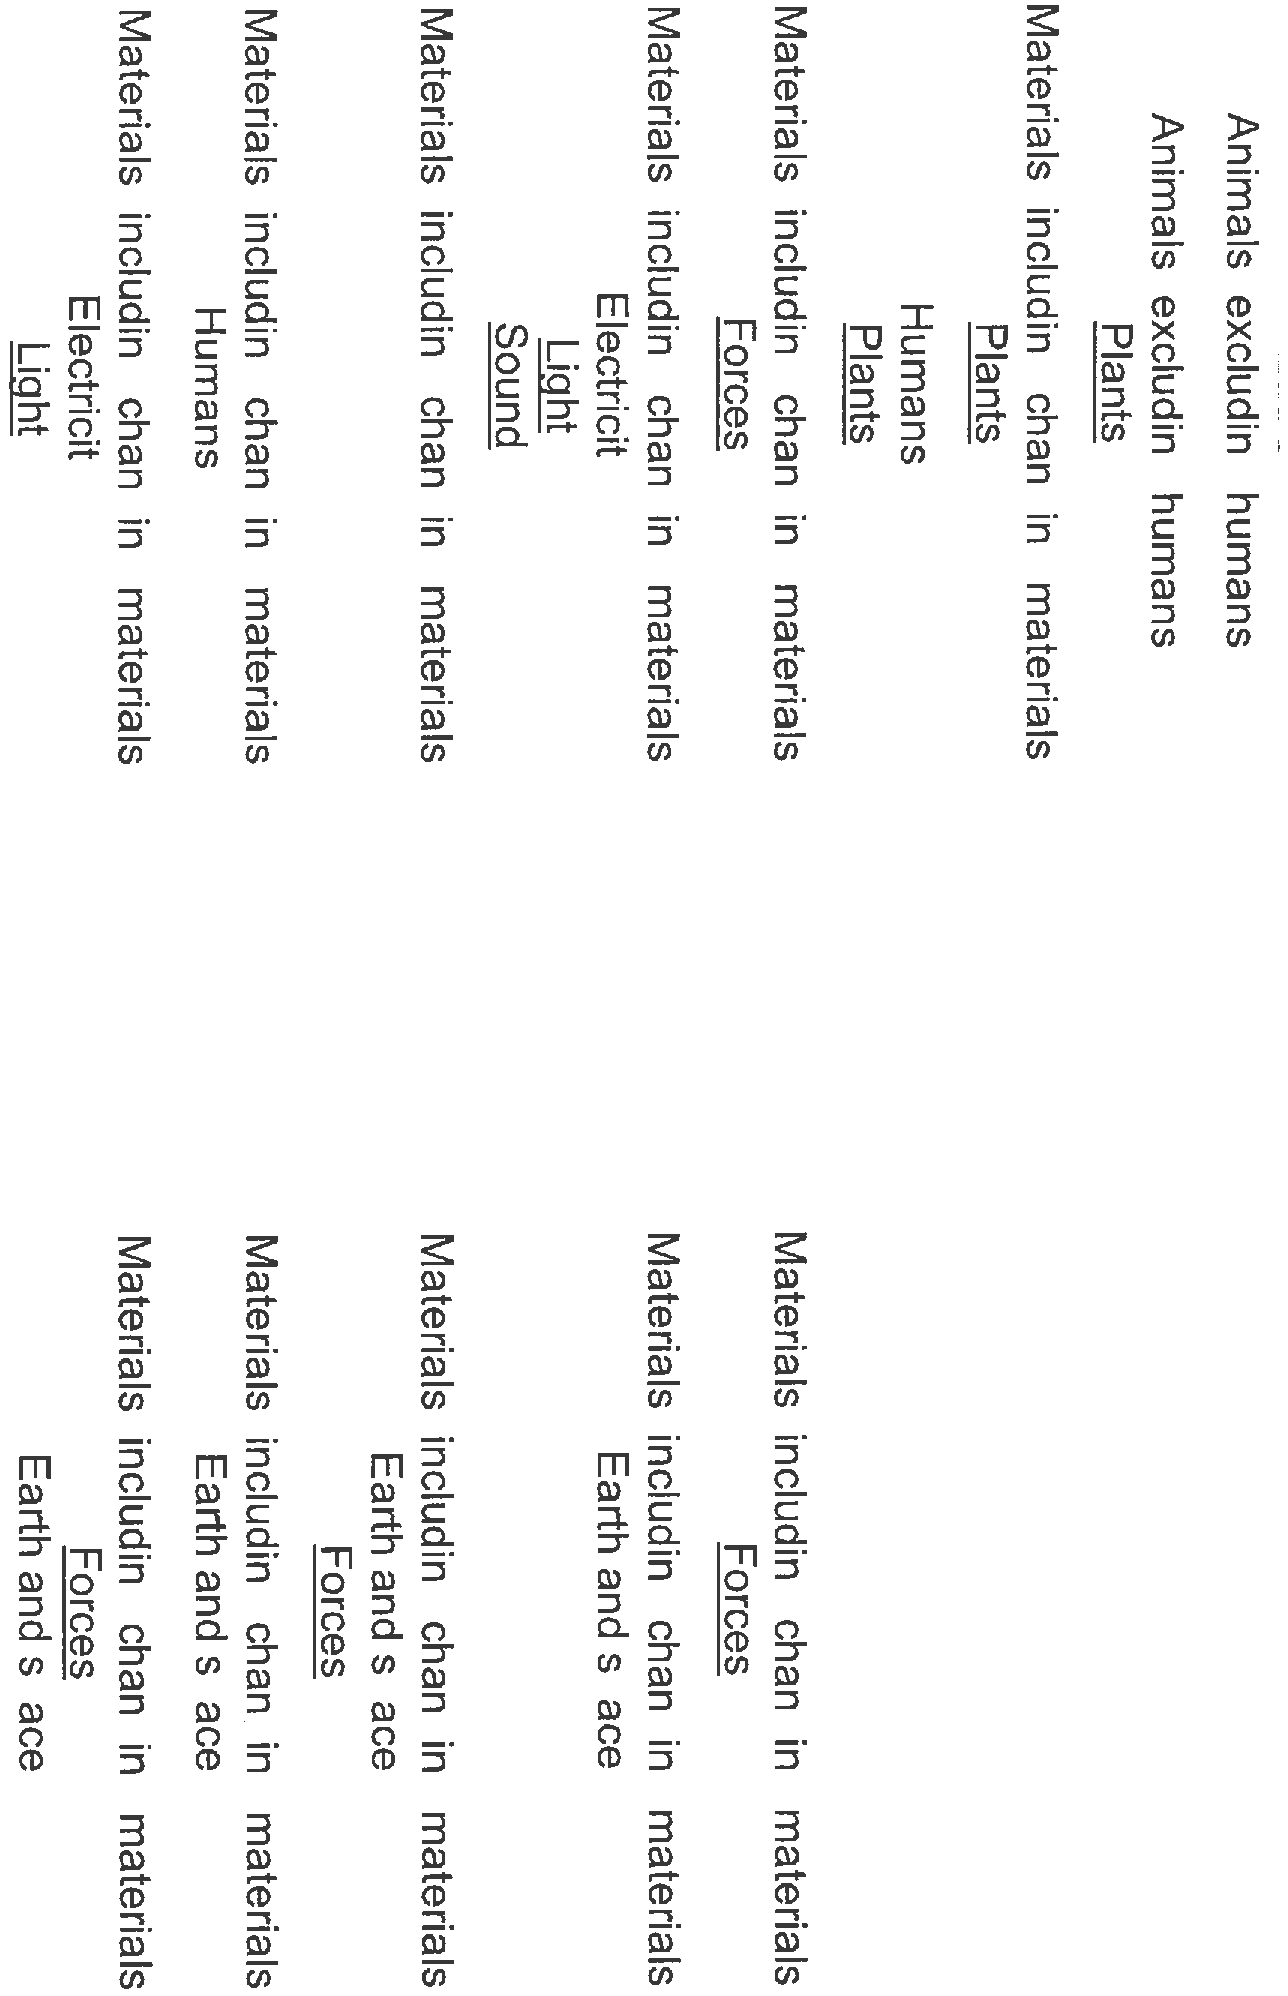 Animals excludin humans
Animals excludin humans
Plants
Materials includin chan in materials
Plants
Humans
Plants
Materials includin chan in materials
Forces
Materials includin chan in materials
Electricit
Light
Sound
Materials includin chan in materials
Materials includin chan in materials
Humans
Materials includin chan in materials
Electricit
Light
Materials includin chan in materials
Forces
Materials includin chan in materials
Earth and s ace
Materials includin chan in materials
Earth and s ace
Forces
Materials includin chan in materials
Earth and s ace
Materials includin chan in materials
Forces
Earth and s ace